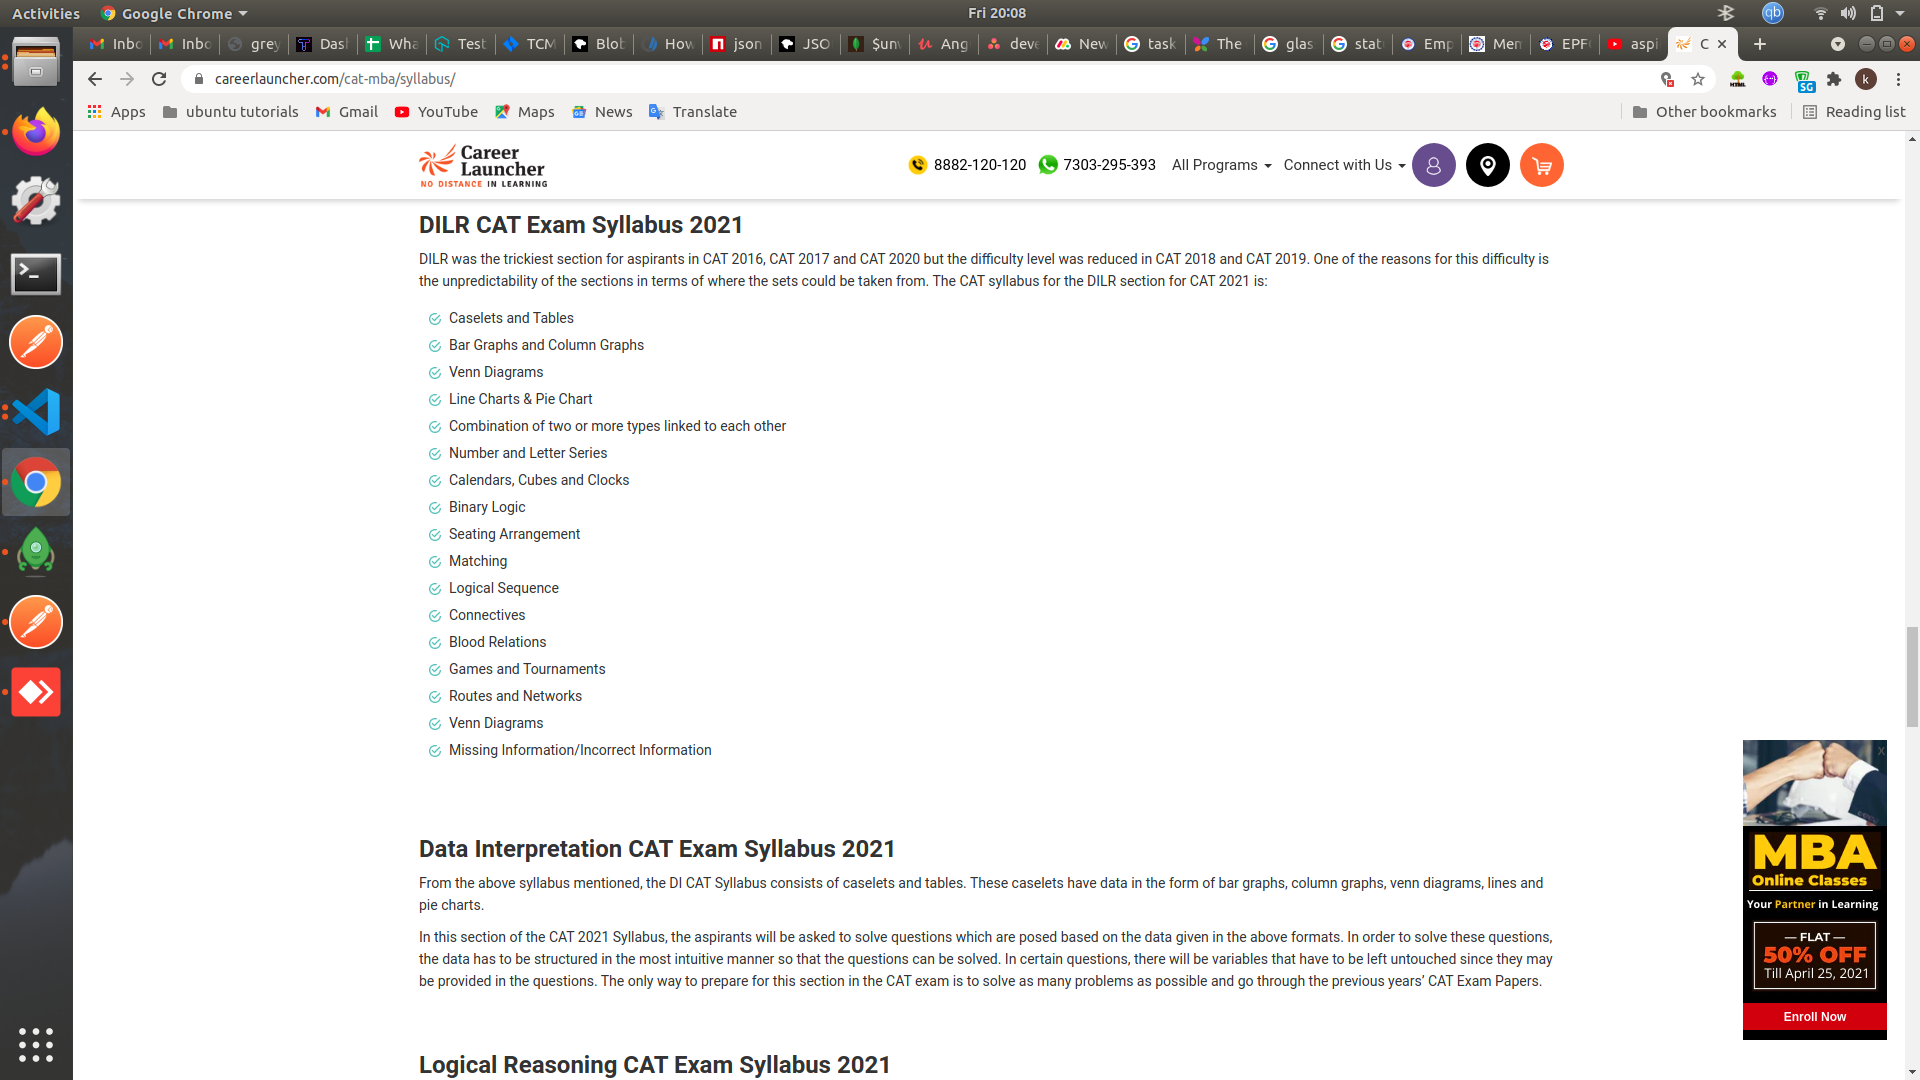 Activities Google Chrome Fri 20:08
Inbo Inbo grey Das Wha Test TCM Blob How json JSO $un Ang deve New task The glas stat Emp Men EPFO aspi C
careerlauncher.com/cat-mba/syllabus/
SG k
Apps ubuntu tutorials Gmail YouTube Maps News Translate Other bookmarks Reading list
Career
Launcher
NO DISTANCE IN LEARNING
8882-120-120 7303-295-393 All Programs Connect with Us
DILR CAT Exam Syllabus 2021
DILR was the trickiest section for aspirants in CAT 2016, CAT 2017 and CAT 2020 but the difficulty level was reduced in CAT 2018 and CAT 2019. One of the reasons for this difficulty is
the unpredictability of the sections in terms of where the sets could be taken from. The CAT syllabus for the DILR section for CAT 2021 is:
Caselets and Tables
Bar Graphs and Column Graphs
Venn Diagrams
Line Charts & Pie Chart
Combination of two or more types linked to each other
Number and Letter Series
Calendars, Cubes and Clocks
Binary Logic
Seating Arrangement
Matching
Logical Sequence
Connectives
Blood Relations
Games and Tournaments
Routes and Networks
Venn Diagrams
Missing Information/Incorrect Information
Data Interpretation CAT Exam Syllabus 2021
From the above syllabus mentioned, the DI CAT Syllabus consists of caselets and tables. These caselets have data in the form of bar graphs, column graphs, venn diagrams, lines and
pie charts.
In this section of the CAT 2021 Syllabus, the aspirants will be asked to solve questions which are posed based on the data given in the above formats. In order to solve these questions,
the data has to be structured in the most intuitive manner so that the questions can be solved. In certain questions, there will be variables that have to be left untouched since they may
be provided in the questions. The only way to prepare for this section in the CAT exam is to solve as many problems as possible and go through the previous years' CAT Exam Papers.
Logical Reasoning CAT Exam Syllabus 2021
X
MBA
Online Classes
Your Partner in Learning
— FLAT —
50% OFF
Till April 25, 2021
Enroll Now